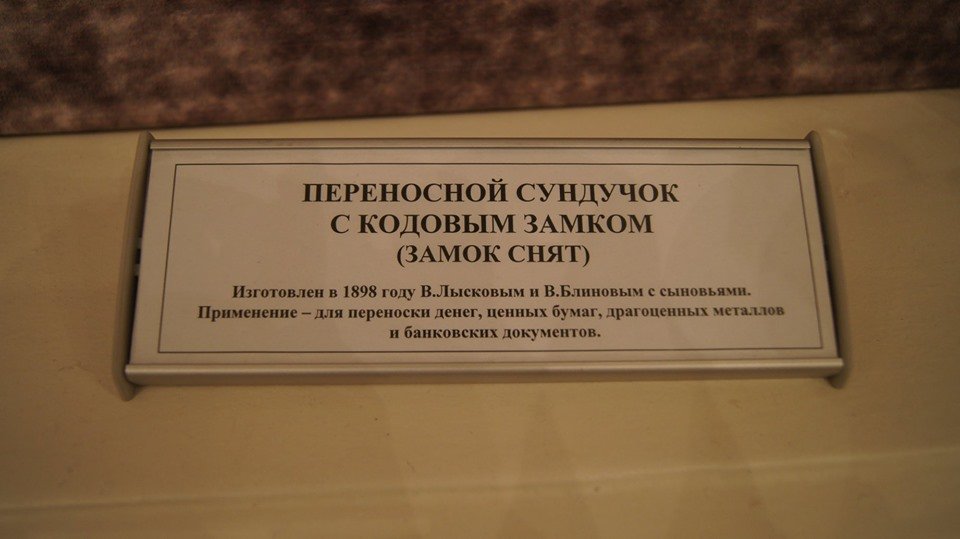 ПЕРЕНОСНОЙ СУНДУЧОК
С КОДОВЫМ ЗАМКОМ
(ЗАМОК СНЯТ)
Изготовлен в 1898 году В.Лысковым и В.Блиновым с сыновьями.
Применение – для переноски денег, ценных бумаг, драгоценных металлов
и банковских документов.